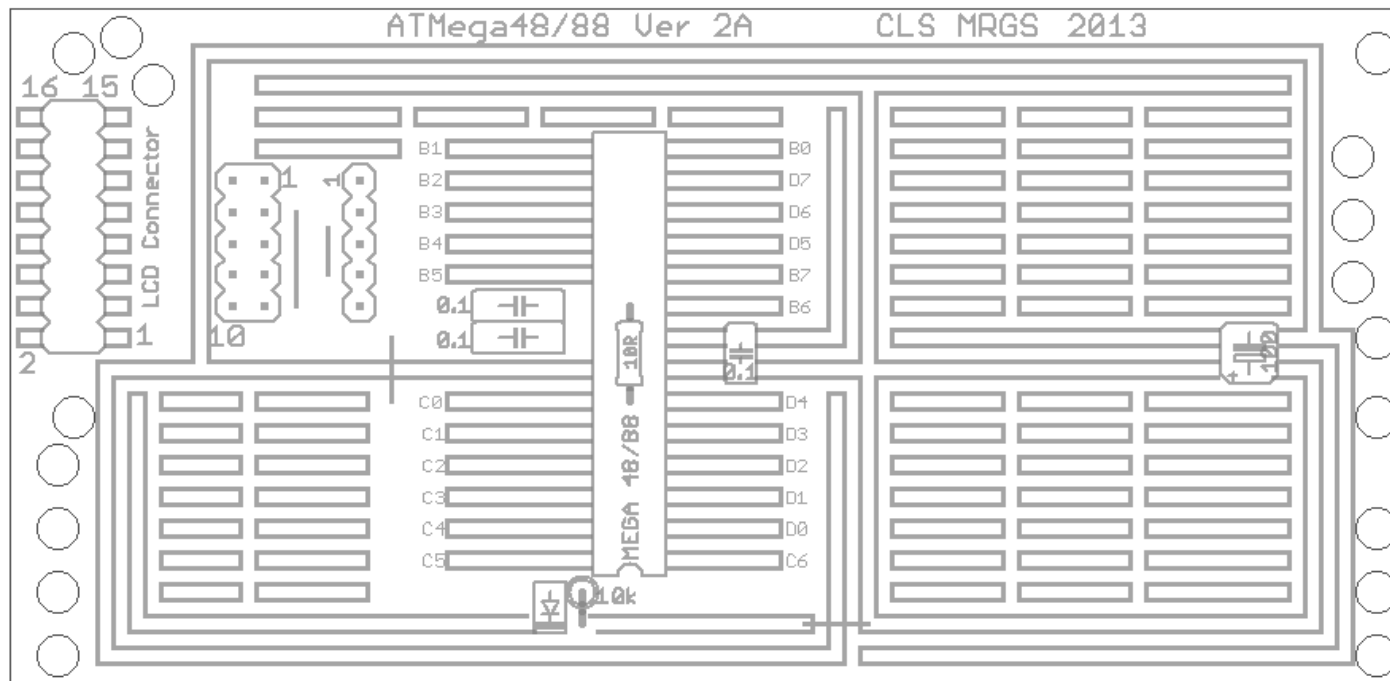 ATMega48/88 Ver 2A CLS MRGS 2013
16 15
LCD Connector
B1 B0
1 1
B2 D7
B3 D6
B4 D5
B5 B7
0.1 B6
10 1 0.1 10R 100
2 0.1 +
C0 D4
C1 D3
C2 D2
C3 D1
C4 D0
C5 C6
MEGA 48/88
10k